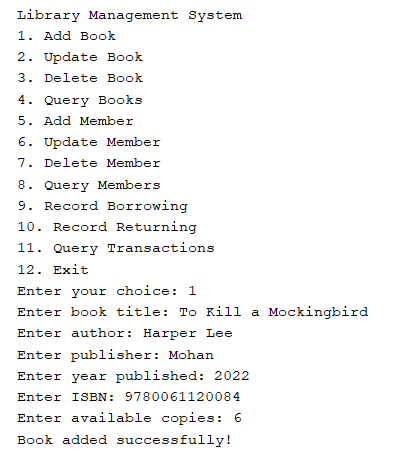 Library Management System
1. Add Book
2. Update Book
3. Delete Book
4. Query Books
5. Add Member
6. Update Member
7. Delete Member
8. Query Members
9. Record Borrowing
10. Record Returning
11. Query Transactions
12. Exit
Enter your choice: 1
Enter book title: To Kill a Mockingbird
Enter author: Harper Lee
Enter publisher: Mohan
Enter year published: 2022
Enter ISBN: 9780061120084
Enter available copies: 6
Book added successfully!